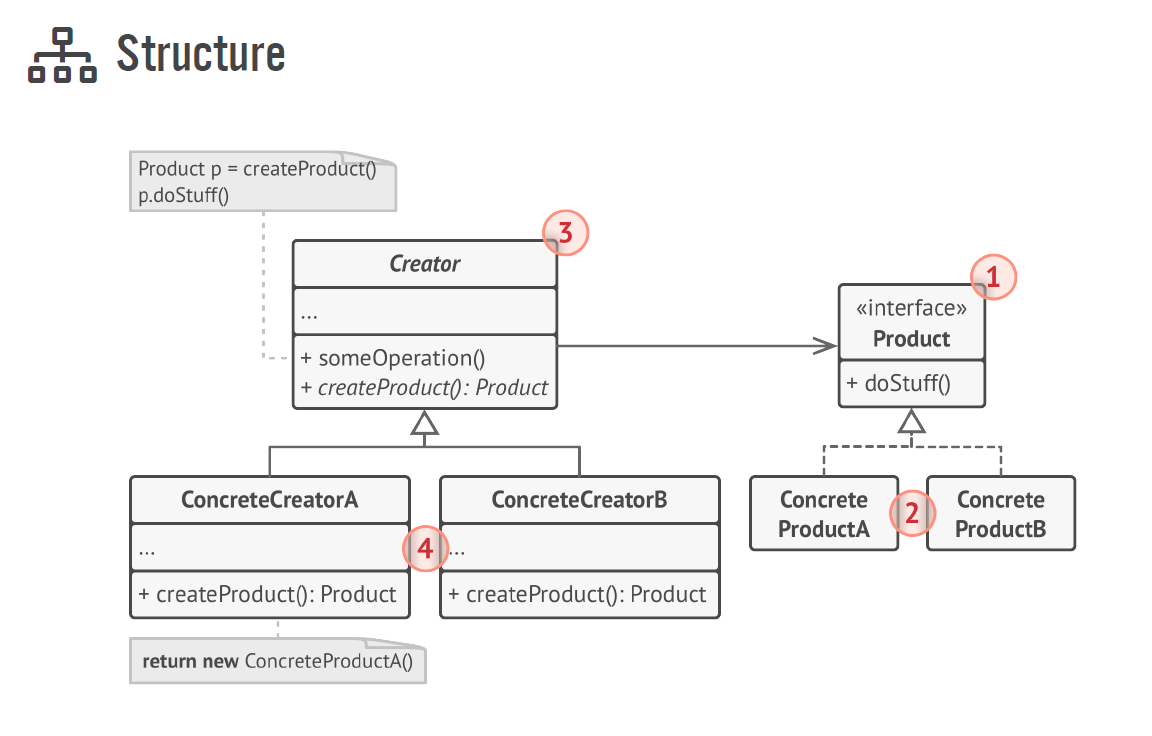 Structure
Product p = createProduct()
p.doStuff()
3
Creator
...
+ someOperation()
+ createProduct(): Product
1
«interface»
Product
+ doStuff()
ConcreteCreatorA
...
+ createProduct(): Product
4
ConcreteCreatorB
...
+ createProduct(): Product
Concrete
ProductA
2
Concrete
ProductB
return new ConcreteProductA()